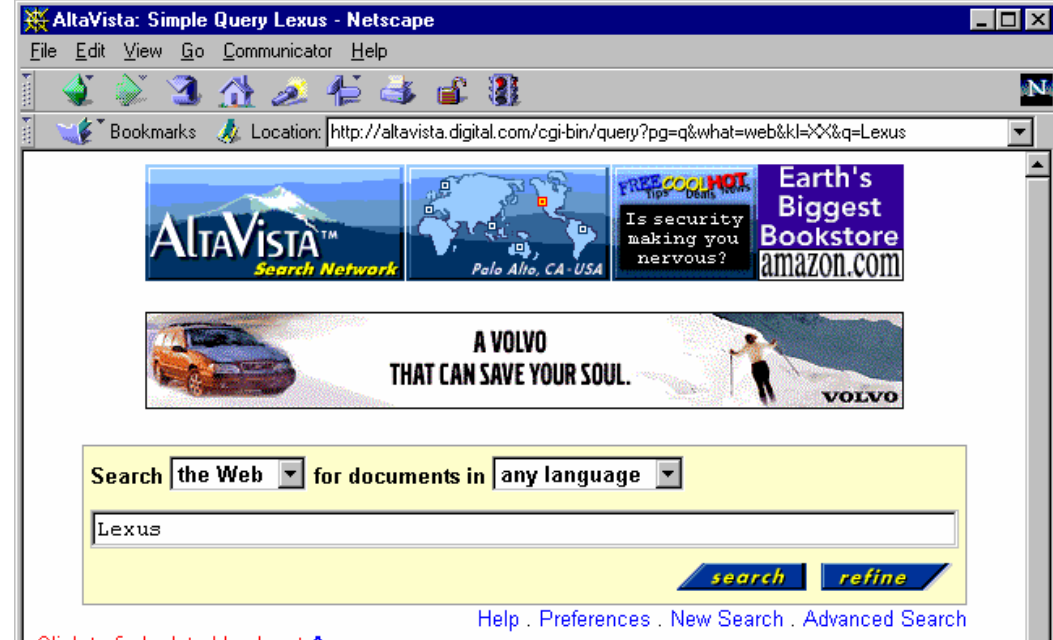 AltaVista: Simple Query Lexus - Netscape
File Edit View Go Communicator Help
Bookmarks Location: http://altavista.digital.com/cgi-bin/query?pg=q&what=web&kl=XX&q=Lexus
N
ALTAVISTA™
Search Network
Palo Alto, CA - USA
FREE COOL HOT
Tips Deals News
Is security
making you
nervous?
Earth's
Biggest
Bookstore
amazon.com
A VOLVO
THAT CAN SAVE YOUR SOUL.
VOLVO
Search the Web for documents in any language
Lexus
search refine
Help . Preferences . New Search . Advanced Search